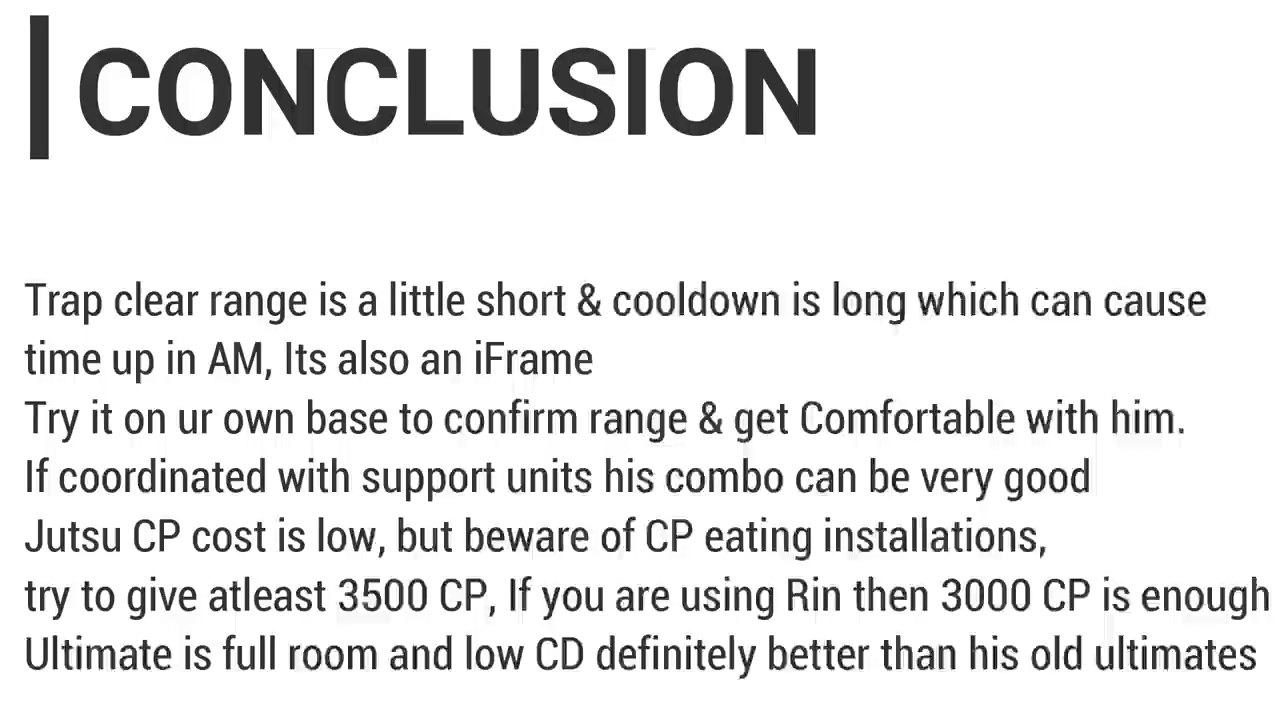 CONCLUSION
Trap clear range is a little short & cooldown is long which can cause
time up in AM, Its also an iFrame
Try it on ur own base to confirm range & get Comfortable with him.
If coordinated with support units his combo can be very good
Jutsu CP cost is low, but beware of CP eating installations,
try to give atleast 3500 CP, If you are using Rin then 3000 CP is enough
Ultimate is full room and low CD definitely better than his old ultimates